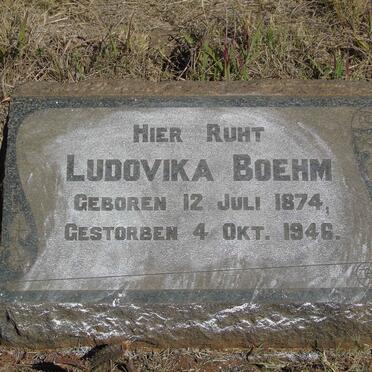 Hier Ruht
Ludovika Boehm
Geboren 12 Juli 1874,
Gestorben 4 Okt. 1946.